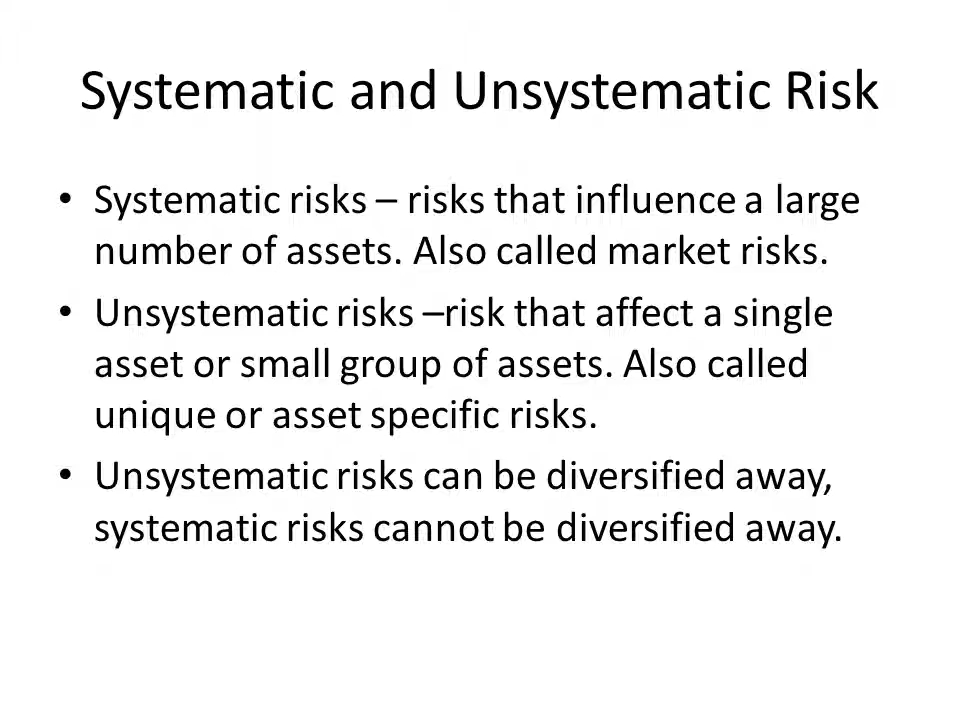 Systematic and Unsystematic Risk
• Systematic risks – risks that influence a large
number of assets. Also called market risks.
• Unsystematic risks –risk that affect a single
asset or small group of assets. Also called
unique or asset specific risks.
• Unsystematic risks can be diversified away,
systematic risks cannot be diversified away.